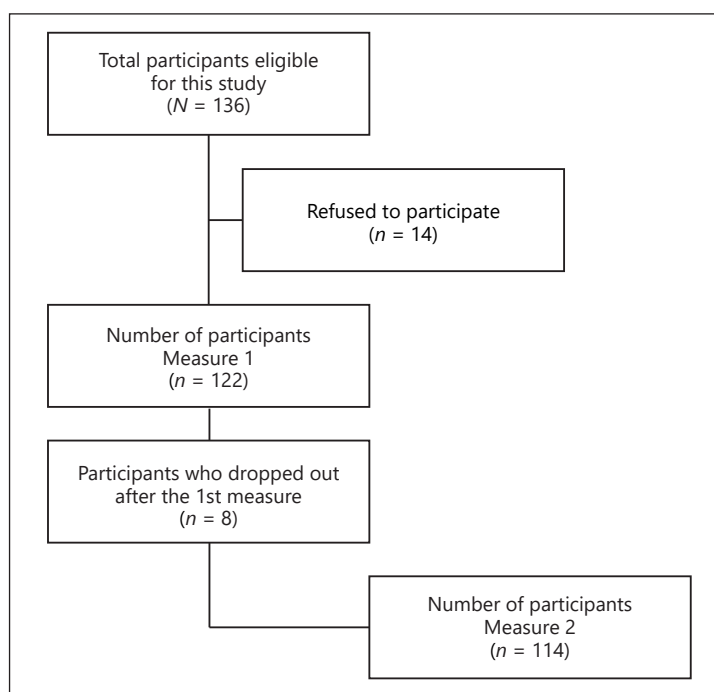 Total participants eligible
for this study
(N = 136)
Refused to participate
(n = 14)
Number of participants
Measure 1
(n = 122)
Participants who dropped out
after the 1st measure
(n = 8)
Number of participants
Measure 2
(n = 114)